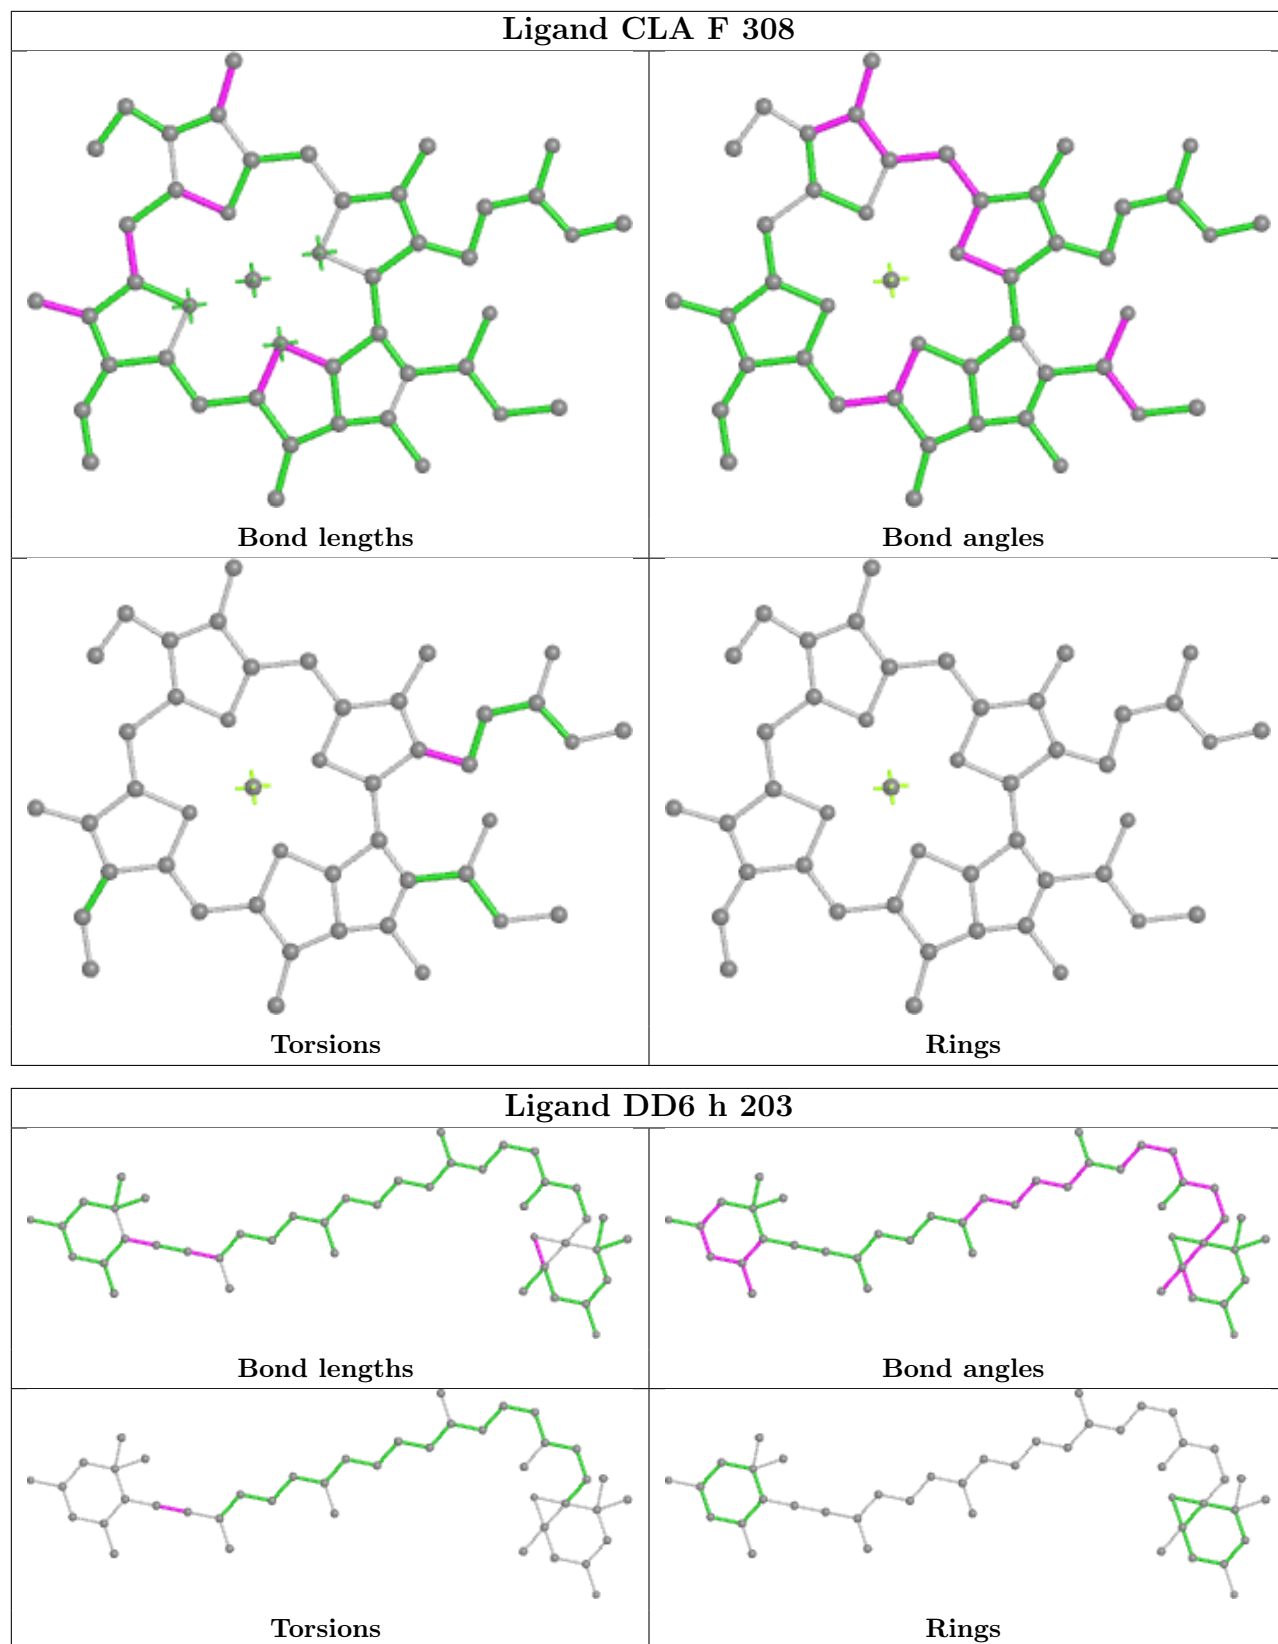 Ligand CLA F 308
Bond lengths
Bond angles
Torsions
Rings
Ligand DD6 h 203
Bond lengths
Bond angles
Torsions
Rings